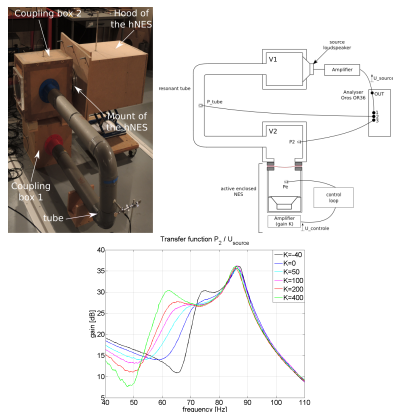 Coupling box 2
Hood of
the hNES
Mount of
the hNES
Coupling
box 1
tube
source
loudspeaker
V1
Amplifier
U_source
resonant tube
Analyser
Oros OR36
OUT
P_tube
V2
P2
active enclosed
NES
Pe
control
loop
Amplifier
(gain K)
U_controle
Transfer function P2 / Usource
gain [dB]
40
35
30
25
20
15
10
5
K=-40
K=0
K=50
K=100
K=200
K=400
40 50 60 70 80 90 100 110
frequency [Hz]